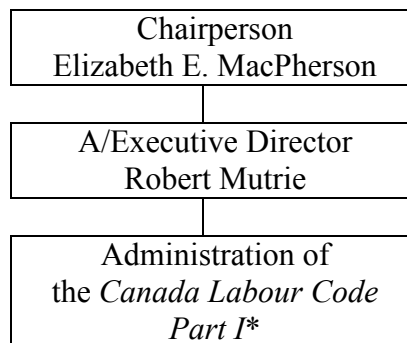 Chairperson
Elizabeth E. MacPherson
A/Executive Director
Robert Mutrie
Administration of
the Canada Labour Code
Part I*